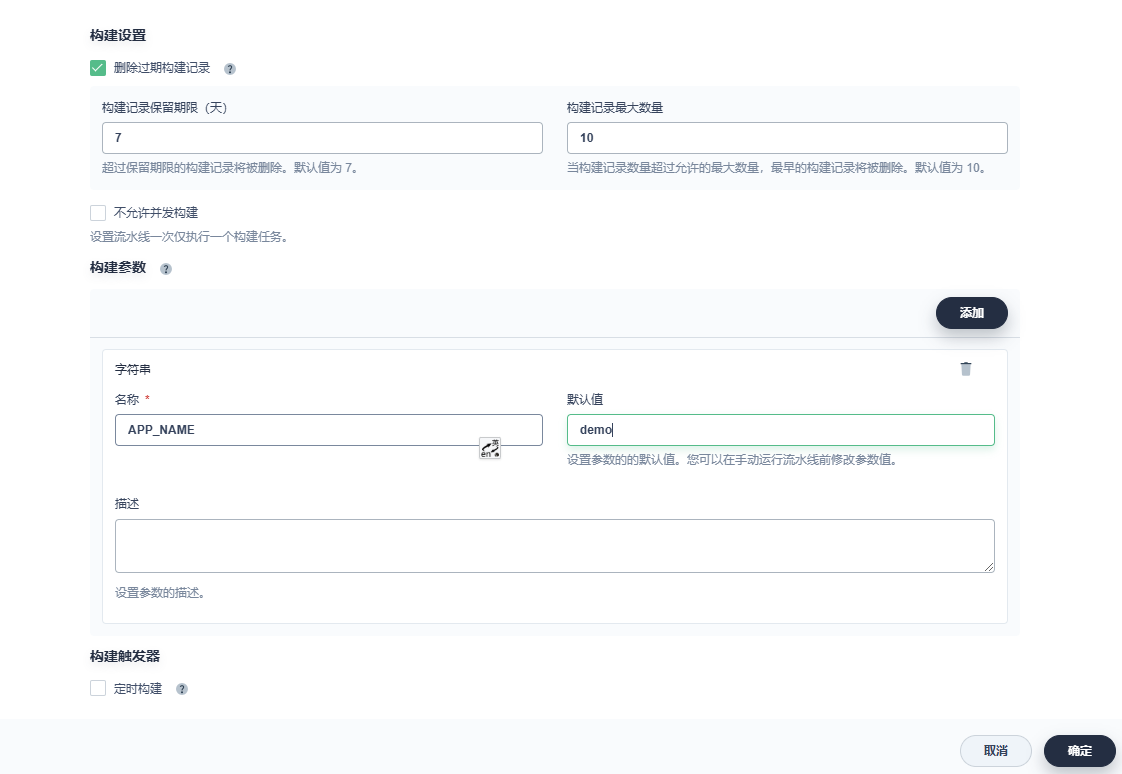 构建设置
删除过期构建记录 ?
构建记录保留期限（天） 构建记录最大数量
7 10
超过保留期限的构建记录将被删除。默认值为 7。 当构建记录数量超过允许的最大数量，最早的构建记录将被删除。默认值为 10。
不允许并发构建
设置流水线一次仅执行一个构建任务。
构建参数 ?
添加
字符串
名称 * 默认值
APP_NAME demo
英
en
设置参数的的默认值。您可以在手动运行流水线前修改参数值。
描述
设置参数的描述。
构建触发器
定时构建 ?
取消 确定